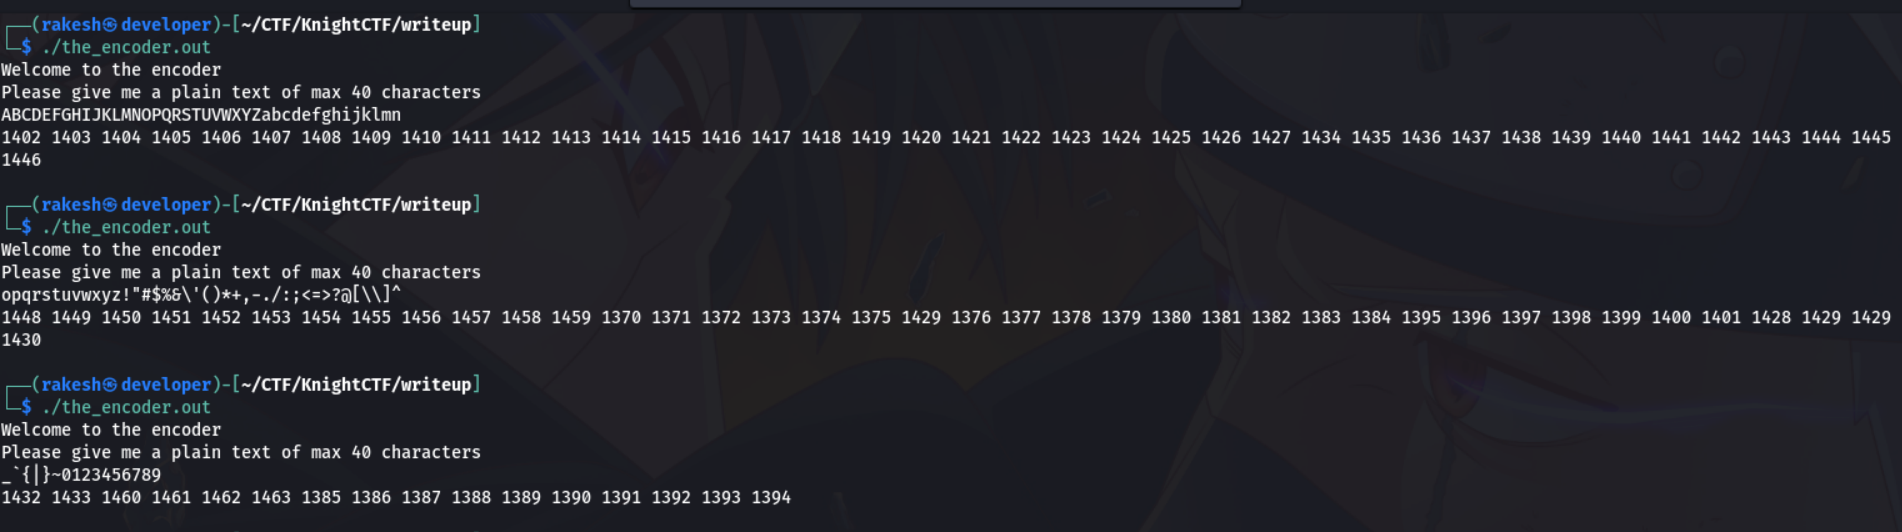 ┌──(rakesh㉿developer)-[~/CTF/KnightCTF/writeup]
└─$ ./the_encoder.out
Welcome to the encoder
Please give me a plain text of max 40 characters
ABCDEFGHIJKLMNOPQRSTUVWXYZabcdefghijklmn
1402 1403 1404 1405 1406 1407 1408 1409 1410 1411 1412 1413 1414 1415 1416 1417 1418 1419 1420 1421 1422 1423 1424 1425 1426 1427 1434 1435 1436 1437 1438 1439 1440 1441 1442 1443 1444 1445
1446
┌──(rakesh㉿developer)-[~/CTF/KnightCTF/writeup]
└─$ ./the_encoder.out
Welcome to the encoder
Please give me a plain text of max 40 characters
opqrstuvwxyz!"#$%&\'()*+,-./:;<=>?@[\\]^
1448 1449 1450 1451 1452 1453 1454 1455 1456 1457 1458 1459 1370 1371 1372 1373 1374 1375 1429 1376 1377 1378 1379 1380 1381 1382 1383 1384 1395 1396 1397 1398 1399 1400 1401 1428 1429 1429
1430
┌──(rakesh㉿developer)-[~/CTF/KnightCTF/writeup]
└─$ ./the_encoder.out
Welcome to the encoder
Please give me a plain text of max 40 characters
_`{|}~0123456789
1432 1433 1460 1461 1462 1463 1385 1386 1387 1388 1389 1390 1391 1392 1393 1394